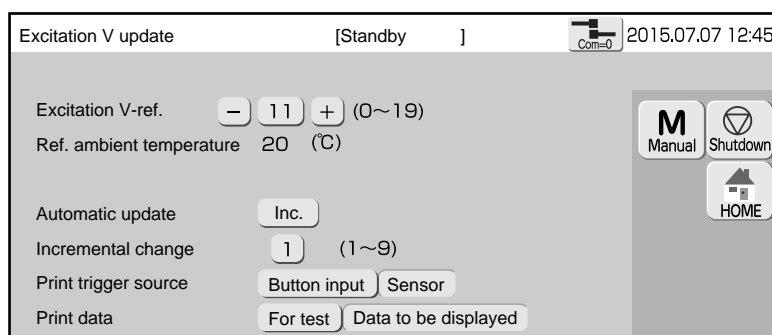 Excitation V update [Standby ] Com=0 2015.07.07 12:45
Excitation V-ref. − 11 + (0～19)
Ref. ambient temperature 20 (℃)
M Manual Shutdown
HOME
Automatic update Inc.
Incremental change 1 (1～9)
Print trigger source Button input Sensor
Print data For test Data to be displayed